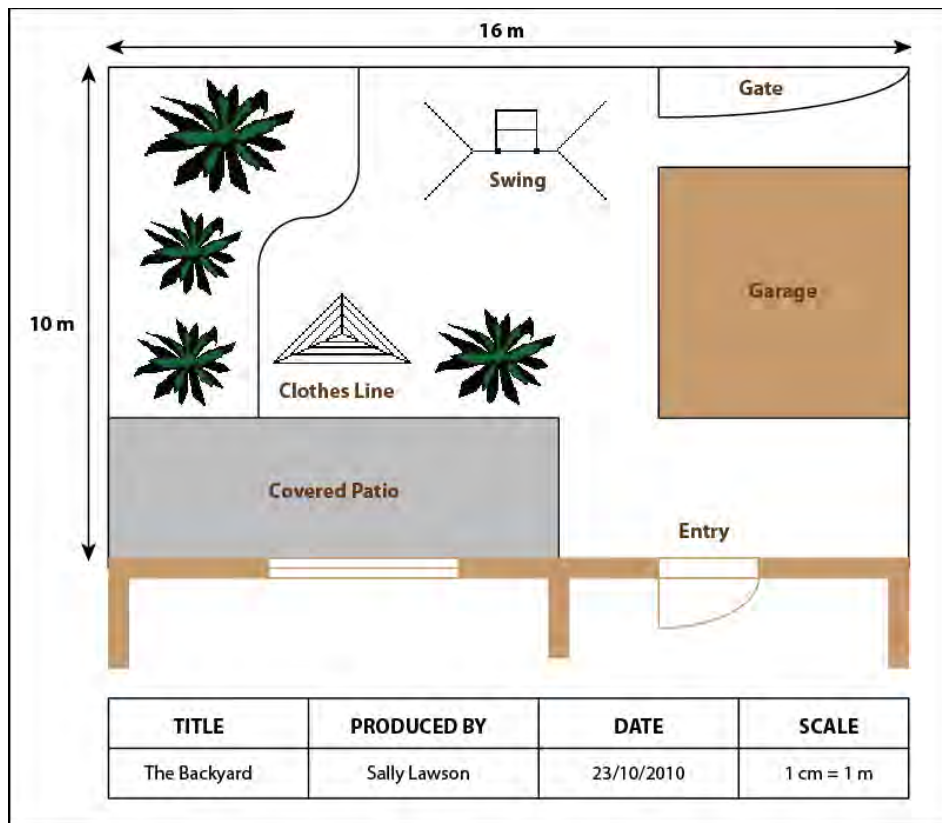 16 m
Gate
Swing
Garage
10 m
Clothes Line
Covered Patio
Entry
TITLE PRODUCED BY DATE SCALE
The Backyard Sally Lawson 23/10/2010 1 cm = 1 m